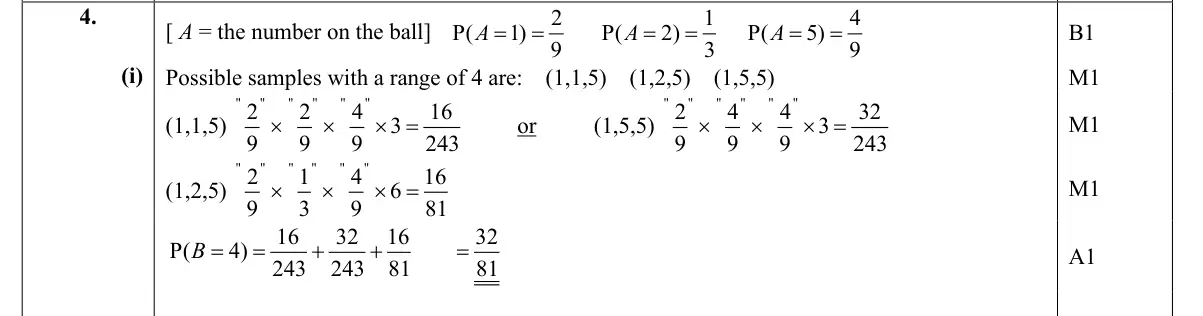 4. [ A = the number on the ball] P(A = 1) = 2/9 P(A = 2) = 1/3 P(A = 5) = 4/9 B1
(i) Possible samples with a range of 4 are: (1,1,5) (1,2,5) (1,5,5) M1
(1,1,5) "2/9" × "2/9" × "4/9" × 3 = 16/243 or (1,5,5) "2/9" × "4/9" × "4/9" × 3 = 32/243 M1
(1,2,5) "2/9" × "1/3" × "4/9" × 6 = 16/81 M1
P(B = 4) = 16/243 + 32/243 + 16/81 = 32/81 A1